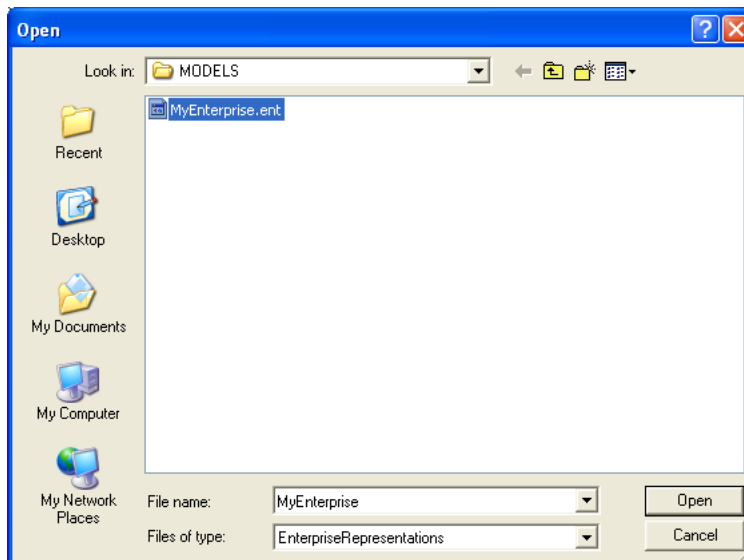 Open
Look in: MODELS
MyEnterprise.ent
Recent
Desktop
My Documents
My Computer
My Network
Places
File name: MyEnterprise Open
Files of type: EnterpriseRepresentations Cancel